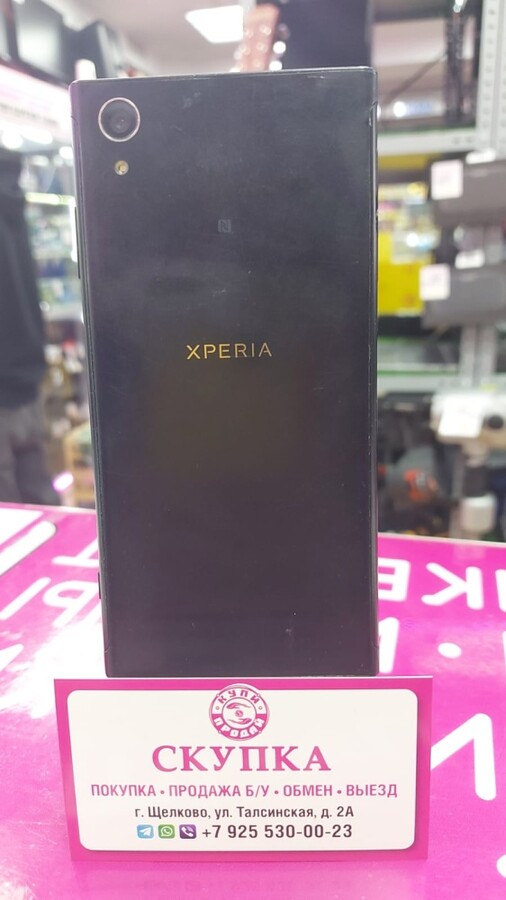 XPERIA
КУПИ
ПРОДАЙ
СКУПКА
ПОКУПКА • ПРОДАЖА Б/У • ОБМЕН • ВЫЕЗД
г. Щелково, ул. Талсинская, д. 2А
+7 925 530-00-23